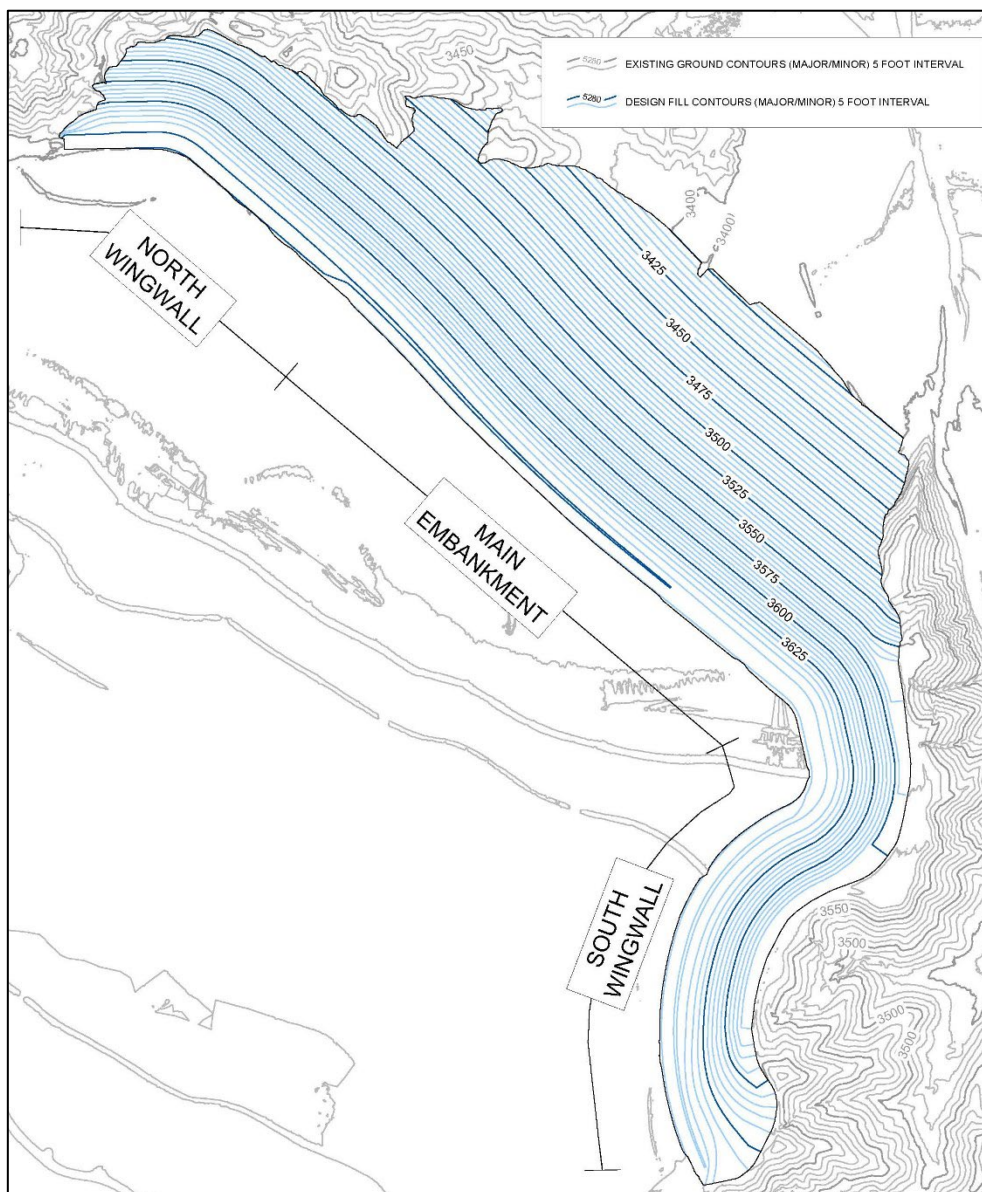 3450
5250 EXISTING GROUND CONTOURS (MAJOR/MINOR) 5 FOOT INTERVAL
5280 DESIGN FILL CONTOURS (MAJOR/MINOR) 5 FOOT INTERVAL
3400
3400
3425
3450
3475
3500
3525
3550
3575
3600
3625
NORTH
WINGWALL
MAIN
EMBANKMENT
SOUTH
WINGWALL
3550
3500
3500
3500